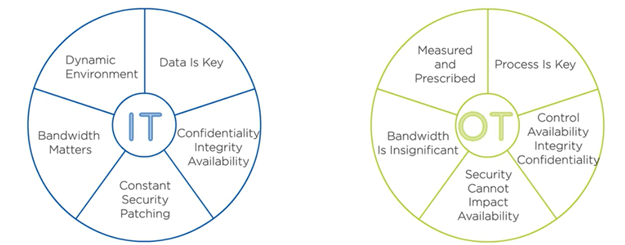 Dynamic
Environment
Data Is Key
Bandwidth
Matters
IT
Confidentiality
Integrity
Availability
Constant
Security
Patching
Measured
and
Prescribed
Process Is Key
Bandwidth
Is Insignificant
OT
Control
Availability
Integrity
Confidentiality
Security
Cannot
Impact
Availability